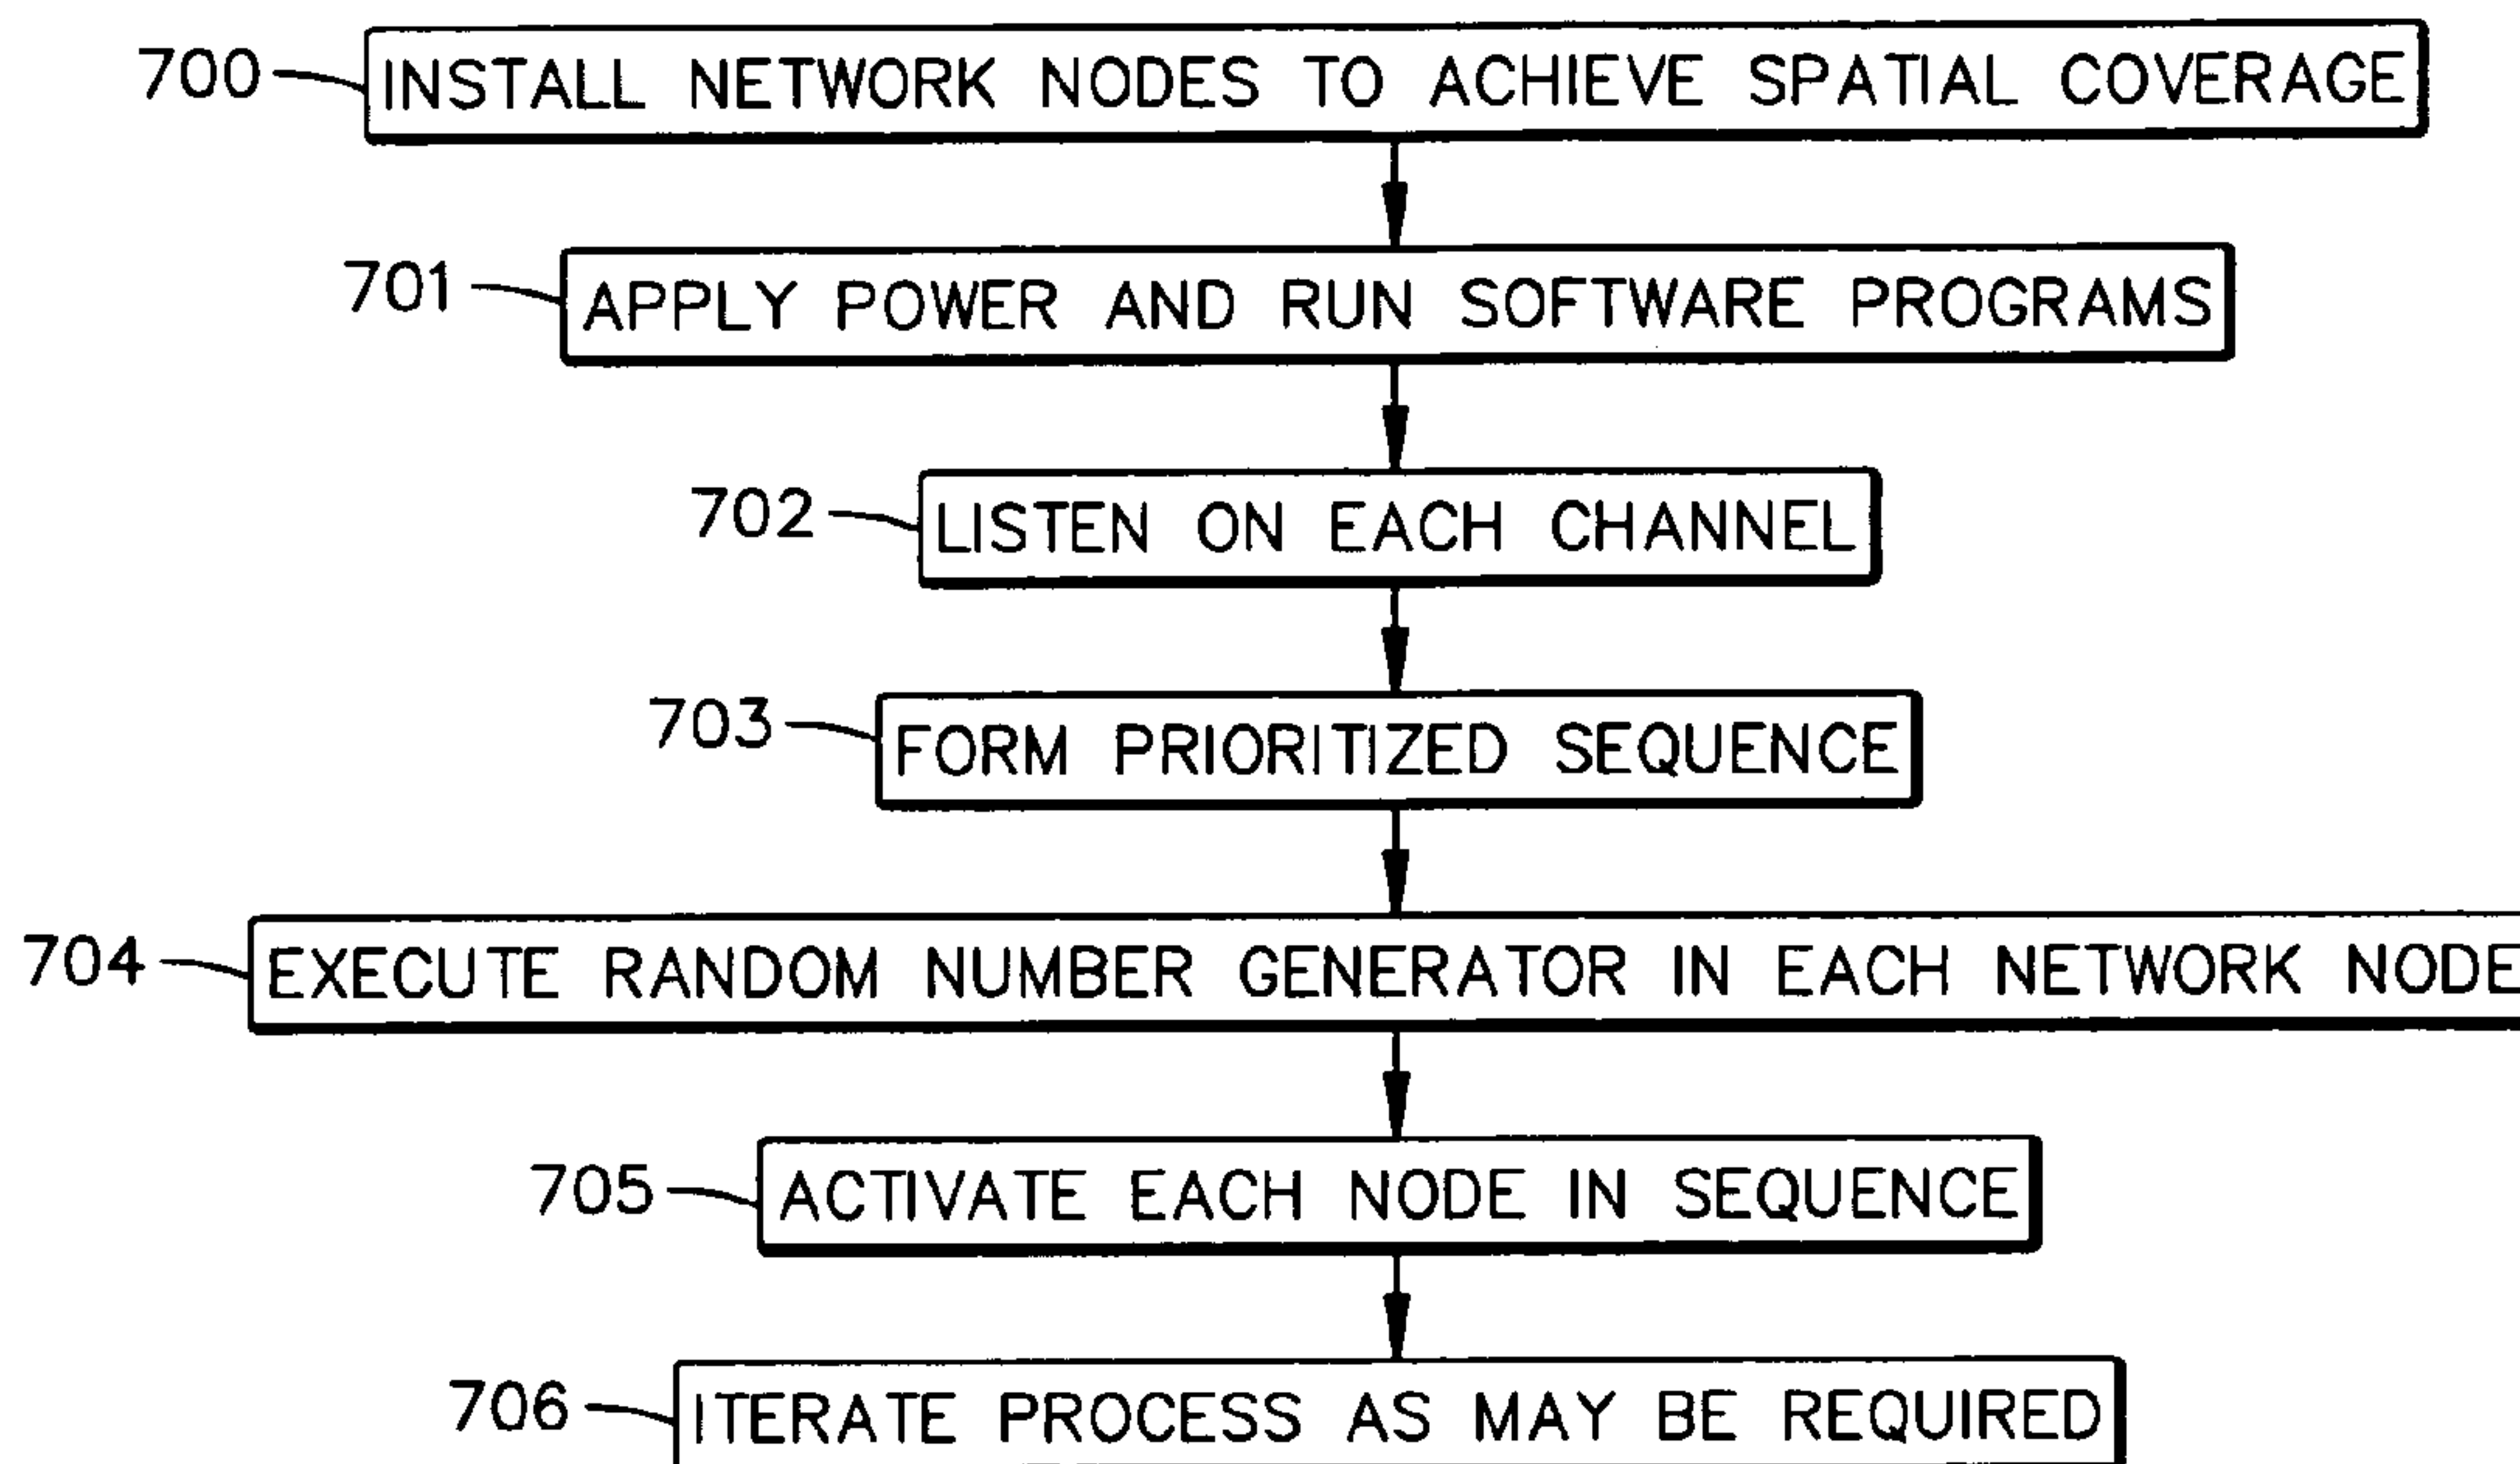 700 INSTALL NETWORK NODES TO ACHIEVE SPATIAL COVERAGE
701 APPLY POWER AND RUN SOFTWARE PROGRAMS
702 LISTEN ON EACH CHANNEL
703 FORM PRIORITIZED SEQUENCE
704 EXECUTE RANDOM NUMBER GENERATOR IN EACH NETWORK NODE
705 ACTIVATE EACH NODE IN SEQUENCE
706 ITERATE PROCESS AS MAY BE REQUIRED